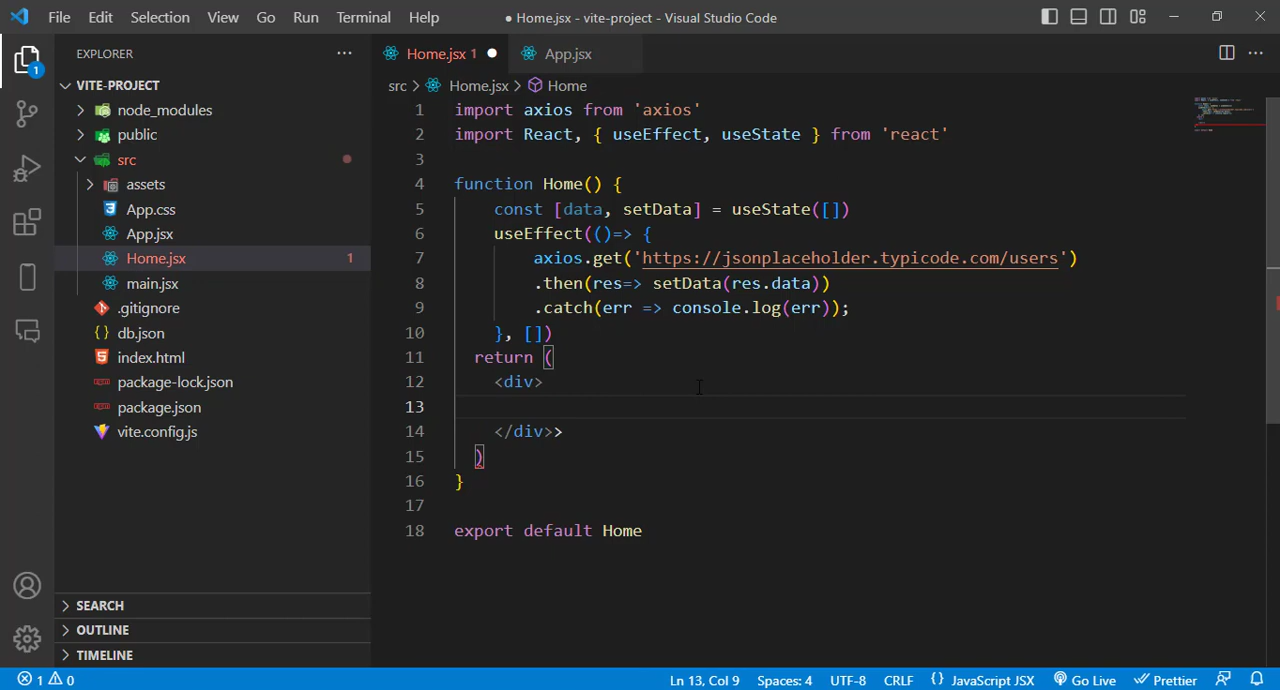 File Edit Selection View Go Run Terminal Help
● Home.jsx - vite-project - Visual Studio Code
1
EXPLORER
VITE-PROJECT
node_modules
public
src
assets
App.css
App.jsx
Home.jsx 1
main.jsx
.gitignore
{} db.json
index.html
package-lock.json
package.json
vite.config.js
SEARCH
OUTLINE
TIMELINE
Home.jsx 1 ● App.jsx
src > Home.jsx > Home
1 import axios from 'axios'
2 import React, { useEffect, useState } from 'react'
3
4 function Home() {
5 const [data, setData] = useState([])
6 useEffect(()=> {
7 axios.get('https://jsonplaceholder.typicode.com/users')
8 .then(res=> setData(res.data))
9 .catch(err => console.log(err));
10 }, [])
11 return (
12 <div>
13
14 </div>>
15 )
16 }
17
18 export default Home
1 0 Ln 13, Col 9 Spaces: 4 UTF-8 CRLF {} JavaScript JSX Go Live Prettier